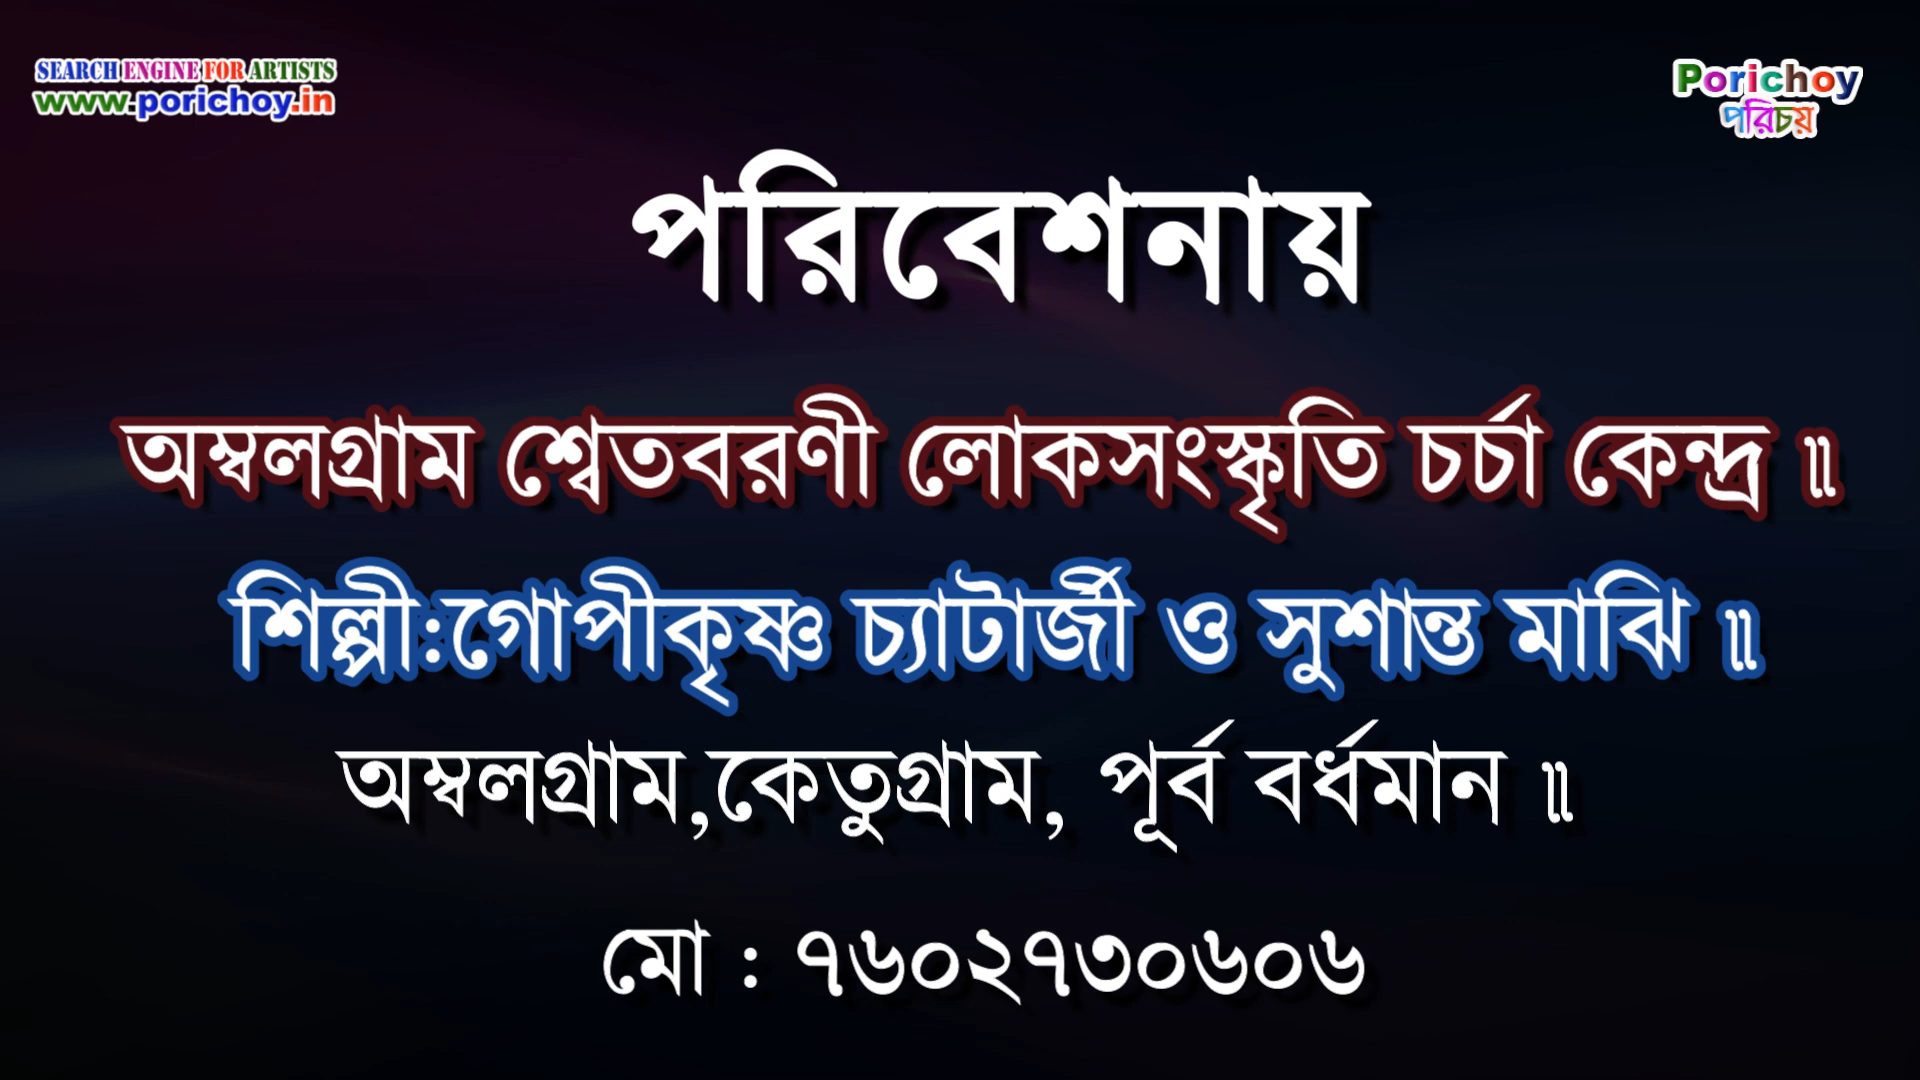 SEARCH ENGINE FOR ARTISTS
www.porichoy.in
Porichoy
পরিচয়
পরিবেশনায়
অম্বলগ্রাম শ্বেতবরণী লোকসংস্কৃতি চর্চা কেন্দ্র ॥
শিল্পী:গোপীকৃষ্ণ চ্যাটার্জী ও সুশান্ত মাঝি ॥
অম্বলগ্রাম,কেতুগ্রাম, পূর্ব বর্ধমান ॥
মো : ৭৬০২৭৩০৬০৬